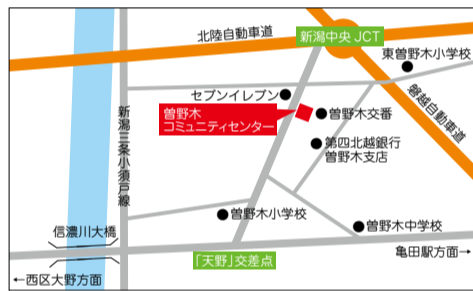 北陸自動車道
新潟中央 JCT
東曽野木小学校
セブンイレブン
曽野木
コミュニティセンター
曽野木交番
磐越自動車道
第四北越銀行
曽野木支店
新潟三条小須戸線
曽野木小学校
曽野木中学校
信濃川大橋
「天野」交差点
亀田駅方面→
←西区大野方面